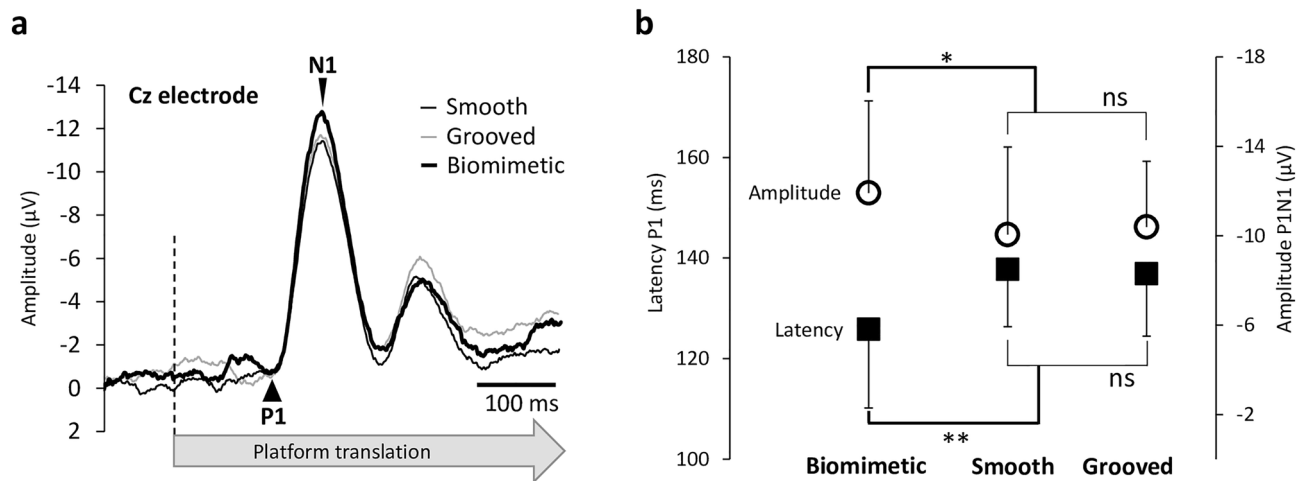 a
N1
Cz electrode
Smooth
Grooved
Biomimetic
Amplitude (µV)
-14
-12
-10
-8
-6
-4
-2
0
2
P1
100 ms
Platform translation
b
180
160
140
120
100
Latency P1 (ms)
*
ns
Amplitude
Latency
ns
**
Biomimetic Smooth Grooved
-18
-14
-10
-6
-2
Amplitude P1N1 (µV)